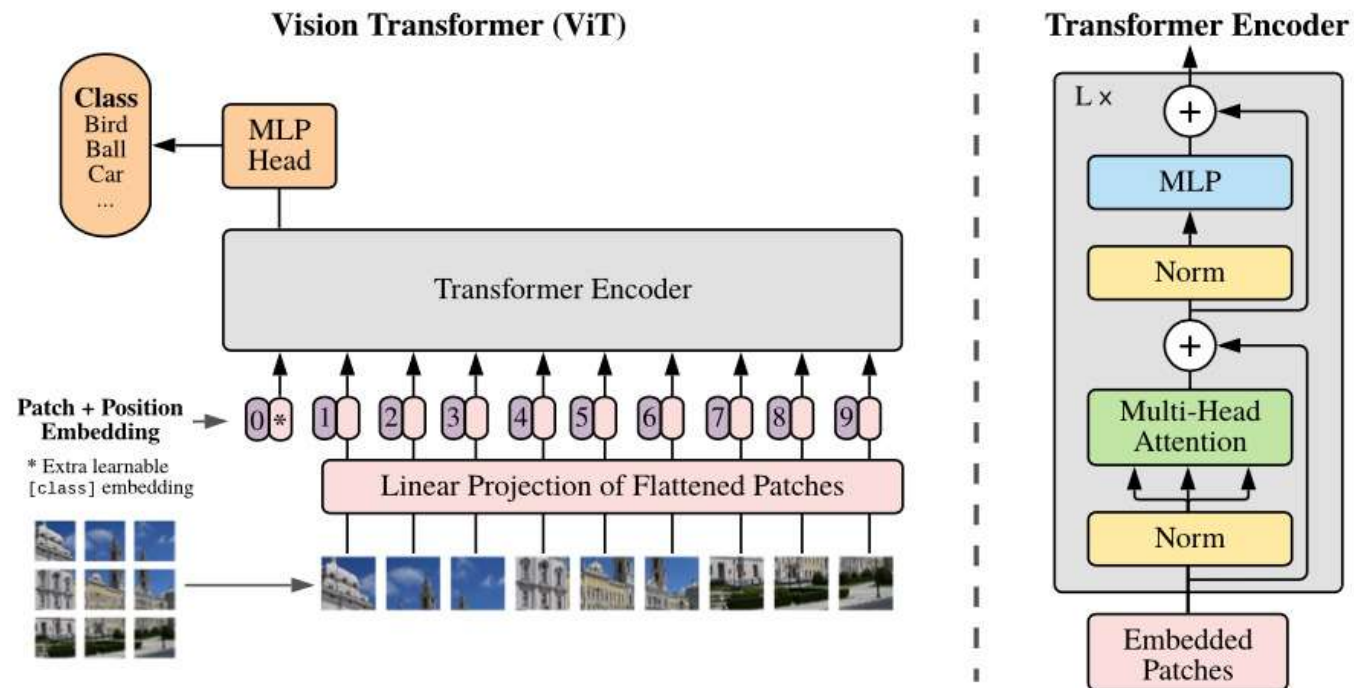 Vision Transformer (ViT)
Class
Bird
Ball
Car
...
MLP
Head
Transformer Encoder
Patch + Position
Embedding
0 * 1 2 3 4 5 6 7 8 9
* Extra learnable
[class] embedding
Linear Projection of Flattened Patches
Transformer Encoder
L ×
+
MLP
Norm
+
Multi-Head
Attention
Norm
Embedded
Patches